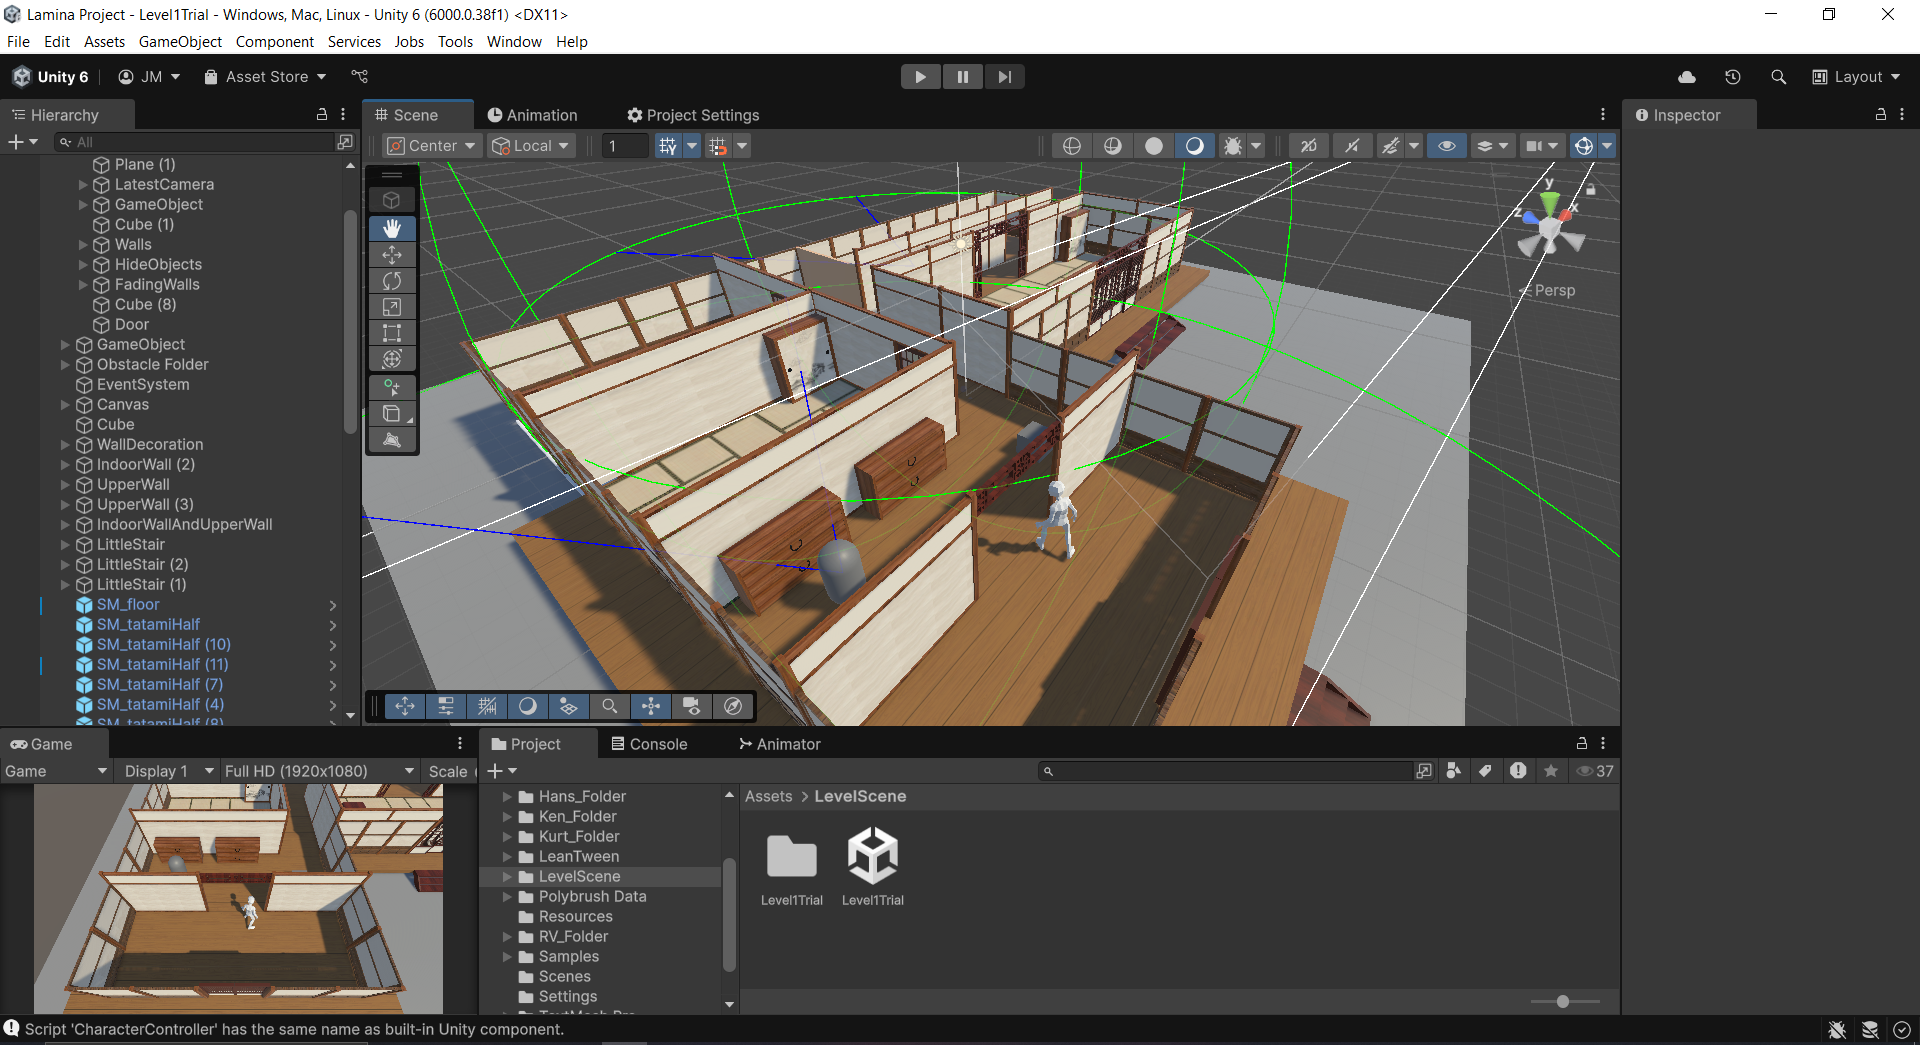 Lamina Project - Level1Trial - Windows, Mac, Linux - Unity 6 (6000.0.38f1) <DX11>
File Edit Assets GameObject Component Services Jobs Tools Window Help
Unity 6 JM Asset Store Layout
Hierarchy
All
Plane (1)
LatestCamera
GameObject
Cube (1)
Walls
HideObjects
FadingWalls
Cube (8)
Door
GameObject
Obstacle Folder
EventSystem
Canvas
Cube
WallDecoration
IndoorWall (2)
UpperWall
UpperWall (3)
IndoorWallAndUpperWall
LittleStair
LittleStair (2)
LittleStair (1)
SM_floor
SM_tatamiHalf
SM_tatamiHalf (10)
SM_tatamiHalf (11)
SM_tatamiHalf (7)
SM_tatamiHalf (4)
SM_tatamiHalf (8)
Scene Animation Project Settings
Center Local 1 2D
y
z x
Persp
Inspector
Game
Game Display 1 Full HD (1920x1080) Scale
Project Console Animator
37
Hans_Folder
Ken_Folder
Kurt_Folder
LeanTween
LevelScene
Polybrush Data
Resources
RV_Folder
Samples
Scenes
Settings
Assets > LevelScene
Level1Trial Level1Trial
Script 'CharacterController' has the same name as built-in Unity component.